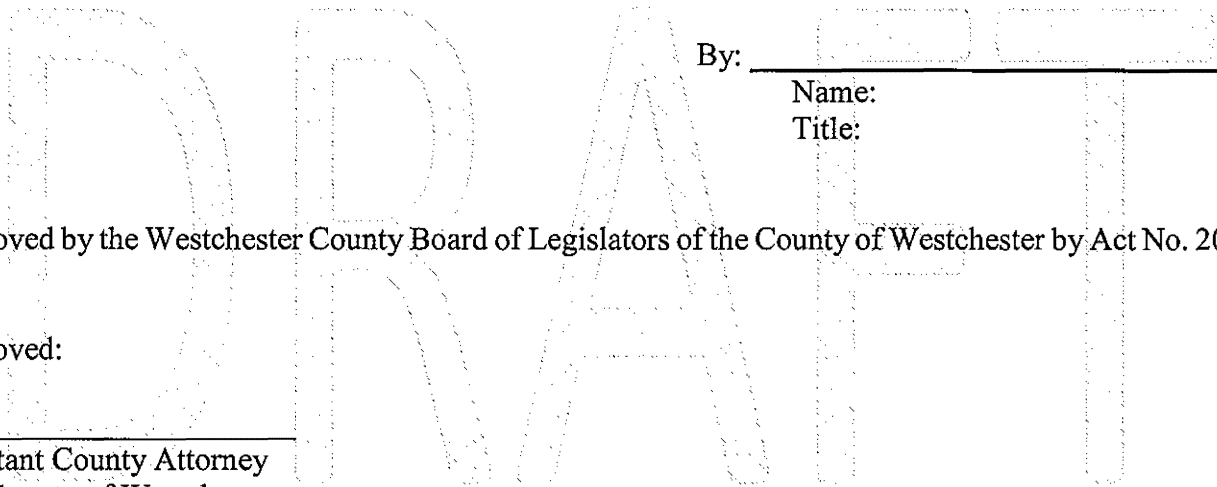 DRAFT
By:
Name:
Title:
oved by the Westchester County Board of Legislators of the County of Westchester by Act No. 20
oved:
tant County Attorney